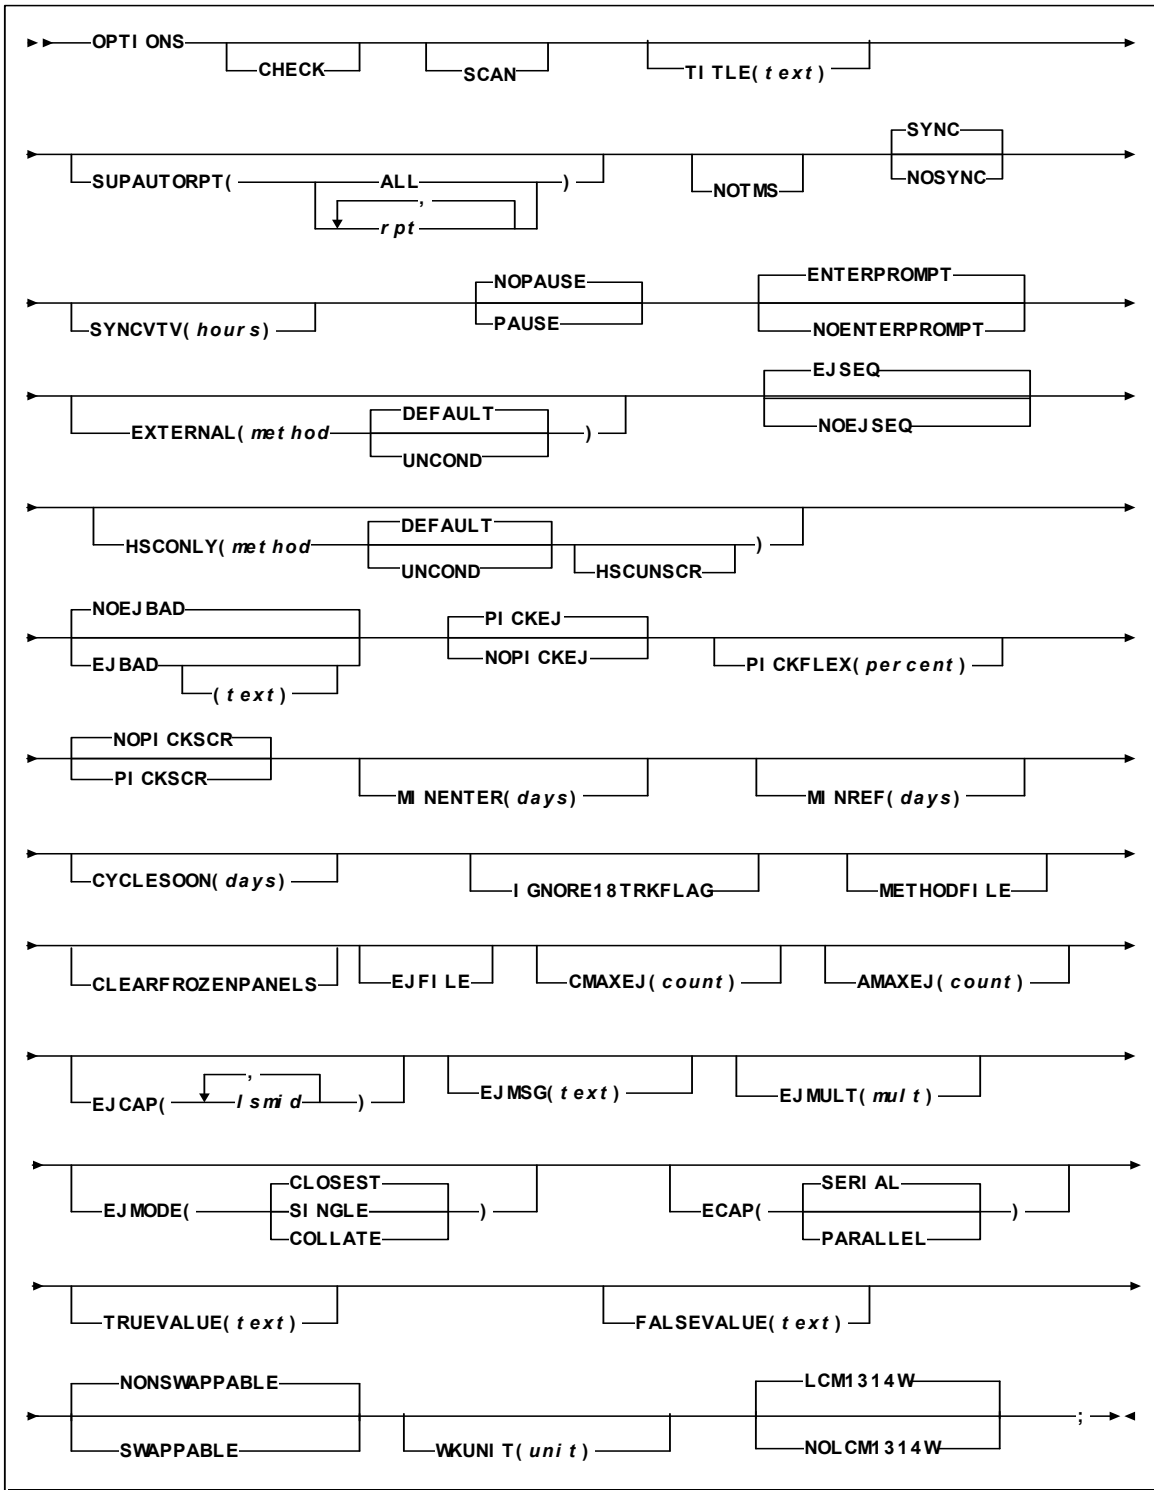 OPTIONS
CHECK
SCAN
TITLE(text)
SUPAUTORPT(
ALL
,
rpt
)
NOTMS
SYNC
NOSYNC
SYNCVTV(hours)
NOPAUSE
PAUSE
ENTERPROMPT
NOENTERPROMPT
EXTERNAL(method
DEFAULT
UNCOND
)
EJSEQ
NOEJSEQ
HSCONLY(method
DEFAULT
UNCOND
HSCUNSCR
)
NOEJBAD
EJBAD
(text)
PICKEJ
NOPICKEJ
PICKFLEX(percent)
NOPICKSCR
PICKSCR
MINENTER(days)
MINREF(days)
CYCLESOON(days)
IGNORE18TRKFLAG
METHODFILE
CLEARFROZENPANELS
EJFILE
CMAXEJ(count)
AMAXEJ(count)
EJCAP(
,
lsmid
)
EJMSG(text)
EJMULT(mult)
EJMODE(
CLOSEST
SINGLE
COLLATE
)
ECAP(
SERIAL
PARALLEL
)
TRUEVALUE(text)
FALSEVALUE(text)
NONSWAPPABLE
SWAPPABLE
WKUNIT(unit)
LCM1314W
NOLCM1314W
;